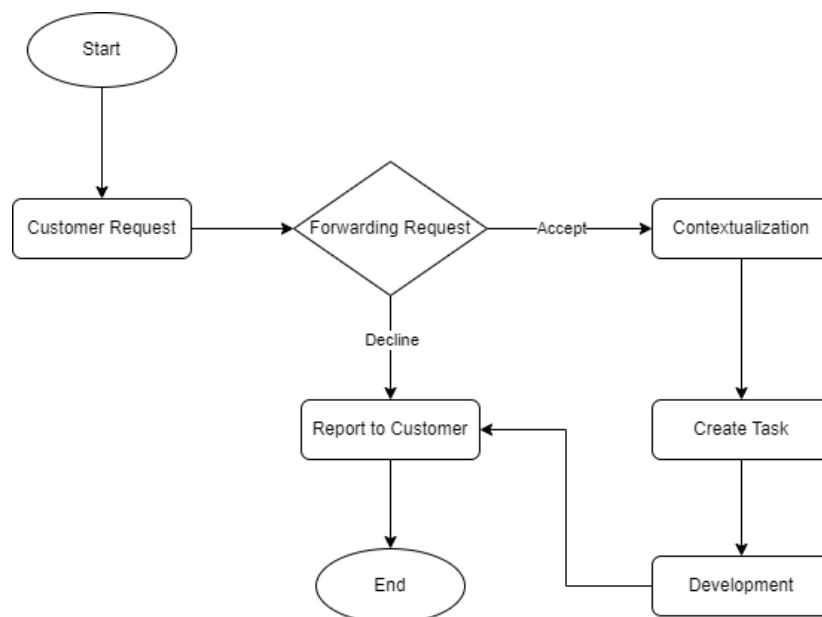 Start
Customer Request
Forwarding Request
Accept
Contextualization
Decline
Report to Customer
Create Task
End
Development